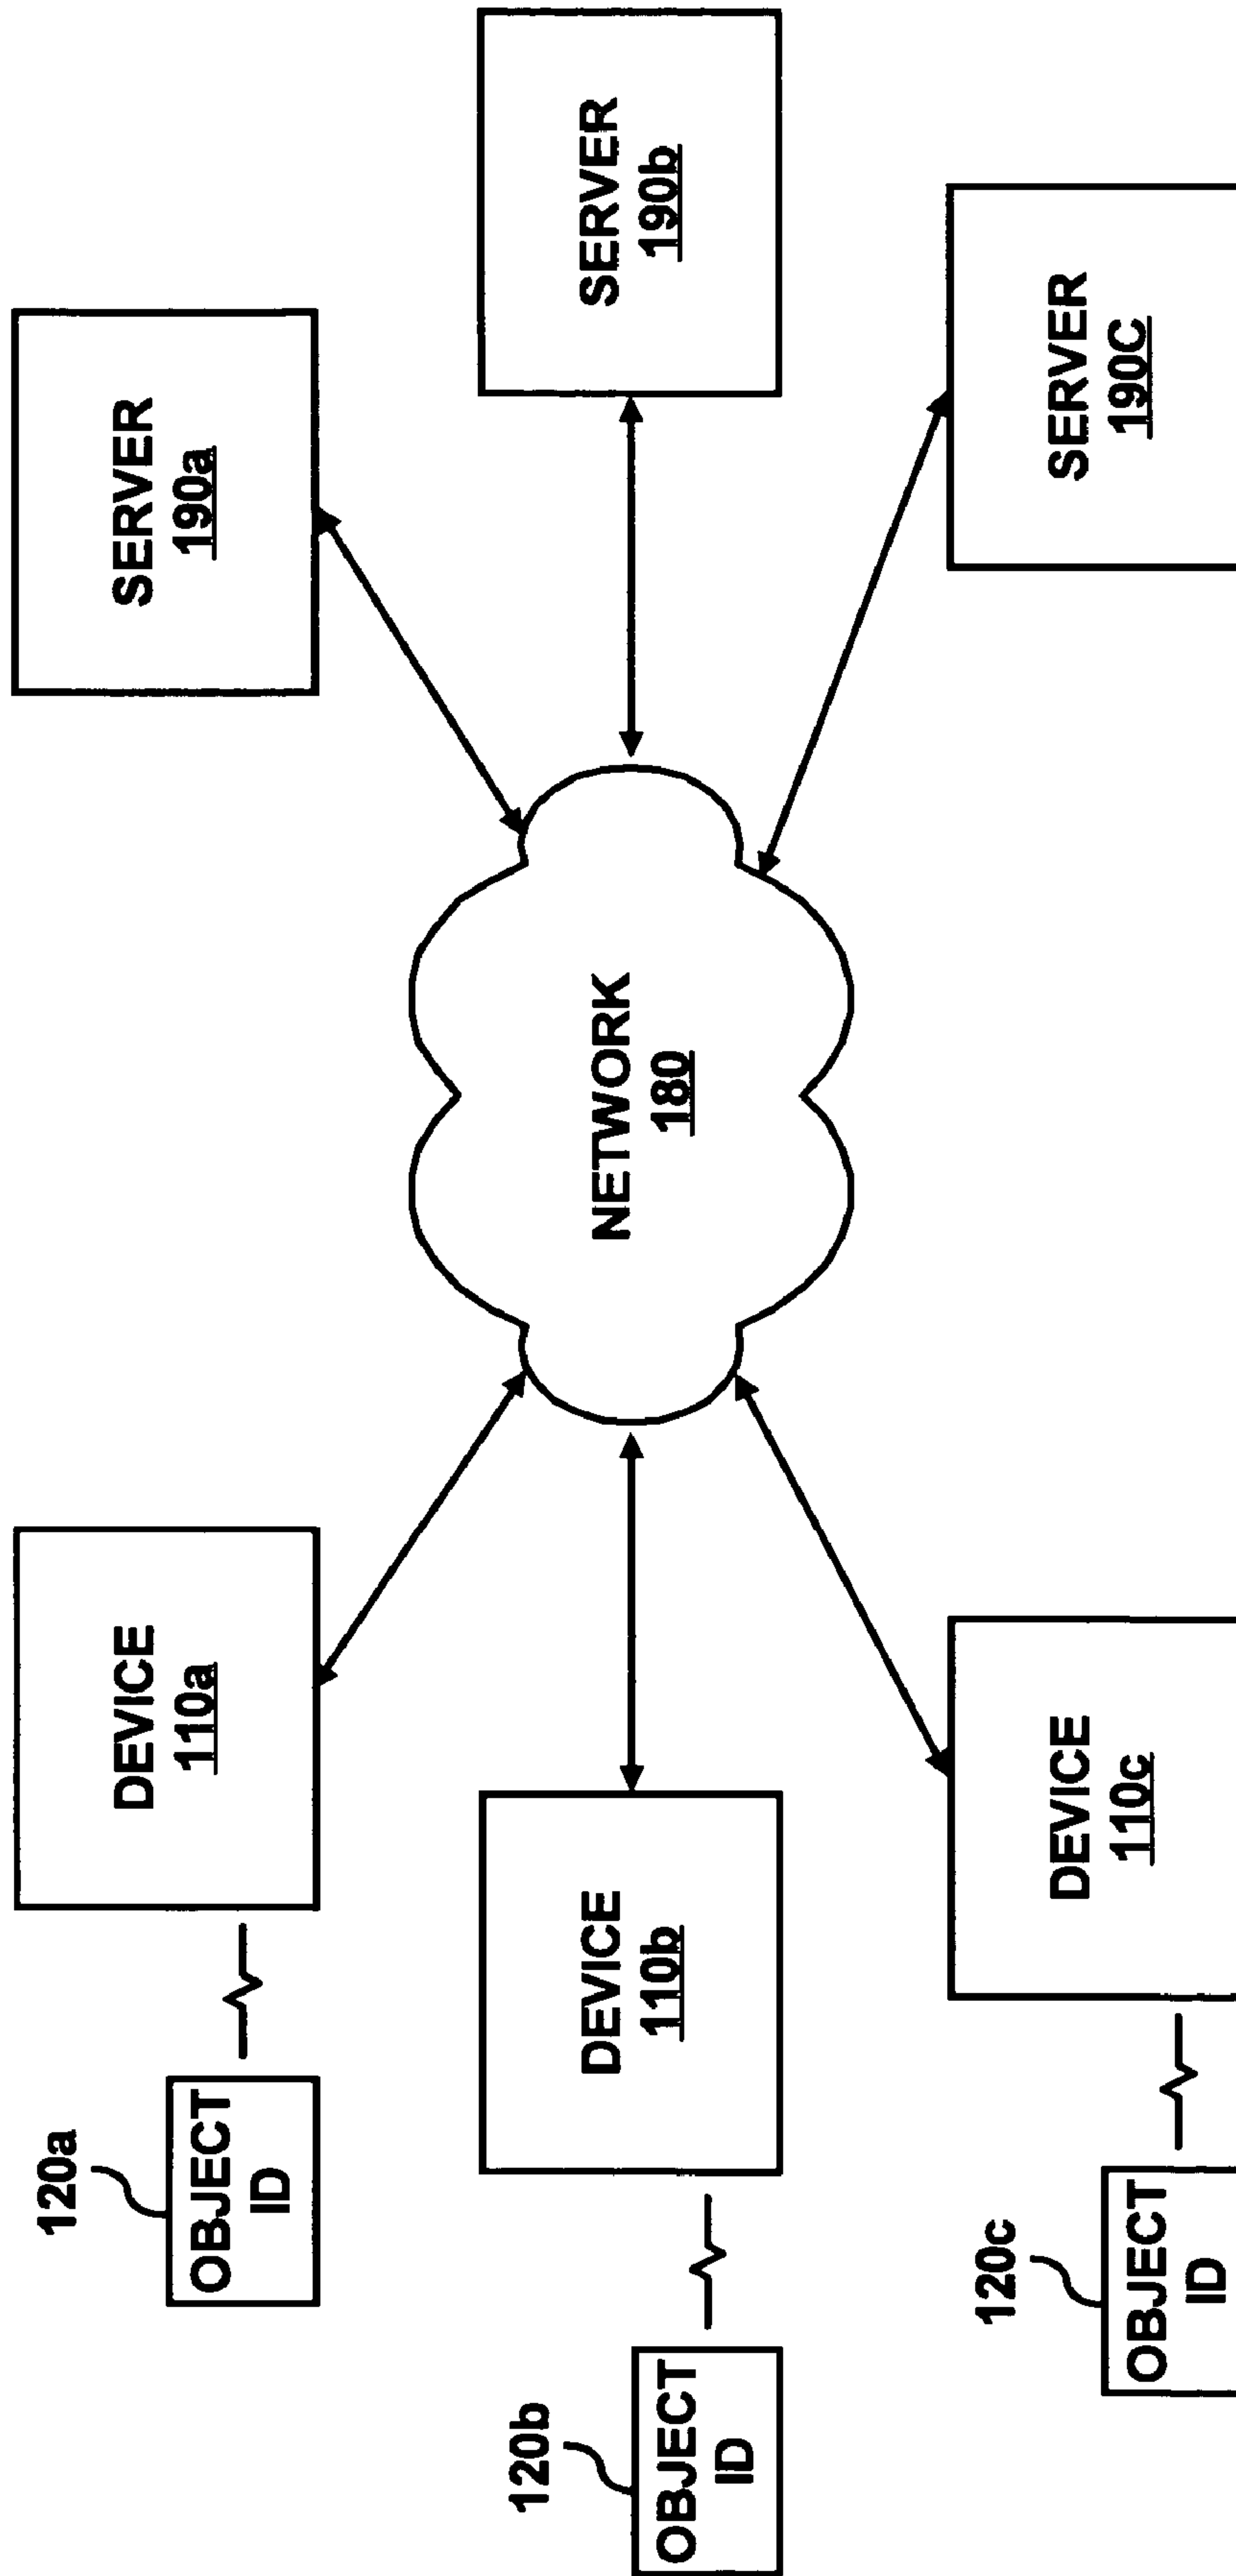 120a
OBJECT
ID
DEVICE
110a
SERVER
190a
120b
OBJECT
ID
DEVICE
110b
NETWORK
180
SERVER
190b
120c
OBJECT
ID
DEVICE
110c
SERVER
190C